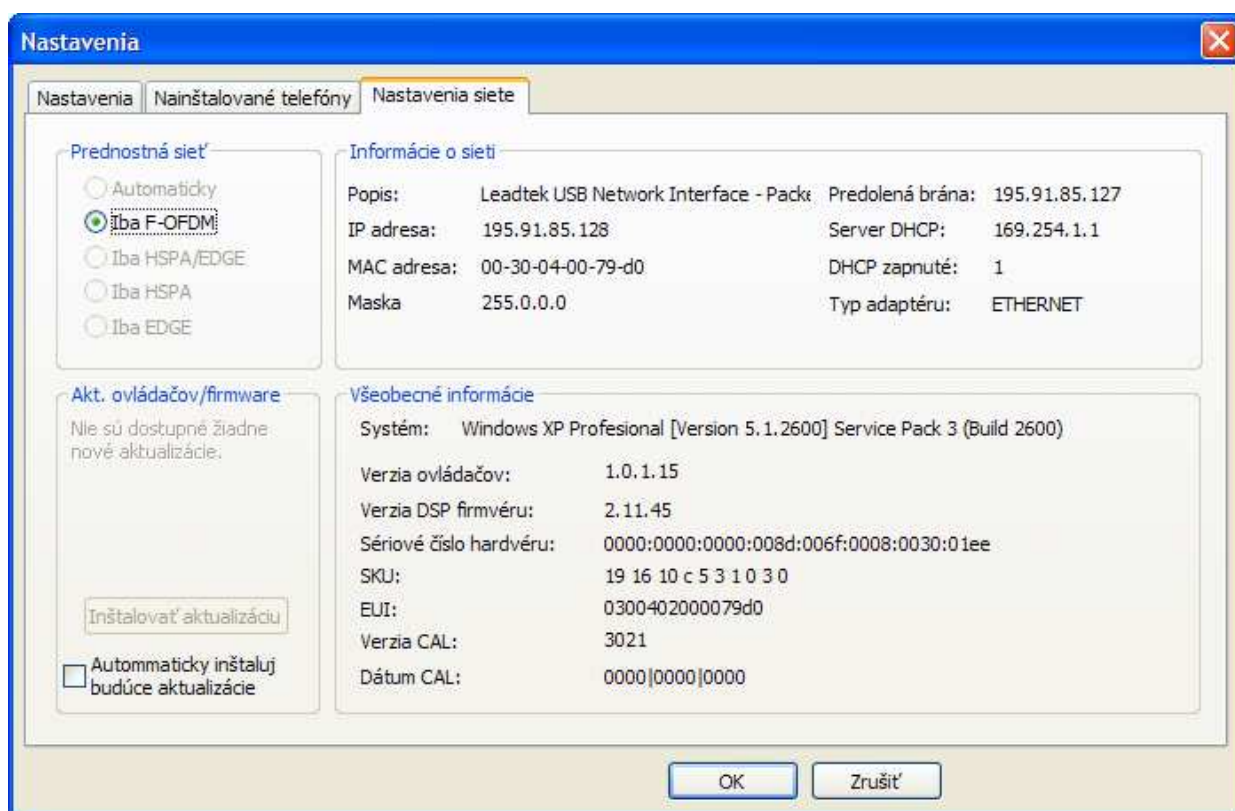 Nastavenia
Nastavenia
Nainštalované telefóny
Nastavenia siete
Prednostná sieť
Automaticky
Iba F-OFDM
Iba HSPA/EDGE
Iba HSPA
Iba EDGE
Informácie o sieti
Popis: Leadtek USB Network Interface - Packe
IP adresa: 195.91.85.128
MAC adresa: 00-30-04-00-79-d0
Maska 255.0.0.0
Predolená brána: 195.91.85.127
Server DHCP: 169.254.1.1
DHCP zapnuté: 1
Typ adaptéru: ETHERNET
Akt. ovládačov/firmware
Nie sú dostupné žiadne
nové aktualizácie.
Inštalovať aktualizáciu
Autommaticky inštaluj
budúce aktualizácie
Všeobecné informácie
Systém: Windows XP Profesional [Version 5.1.2600] Service Pack 3 (Build 2600)
Verzia ovládačov: 1.0.1.15
Verzia DSP firmvéru: 2.11.45
Sériové číslo hardvéru: 0000:0000:0000:008d:006f:0008:0030:01ee
SKU: 19 16 10 c 5 3 1 0 3 0
EUI: 0300402000079d0
Verzia CAL: 3021
Dátum CAL: 0000|0000|0000
OK
Zrušiť